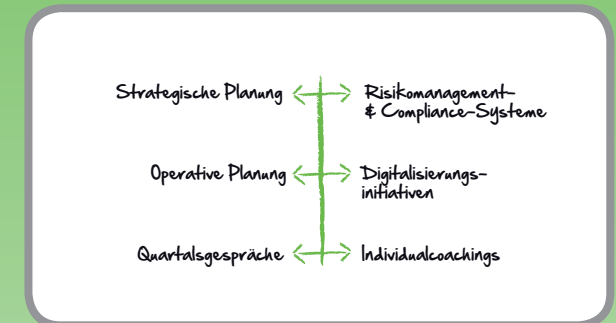 Strategische Planung
Risikomanagement-
& Compliance-Systeme
Operative Planung
Digitalisierungs-
initiativen
Quartalsgespräche
Individualcoachings